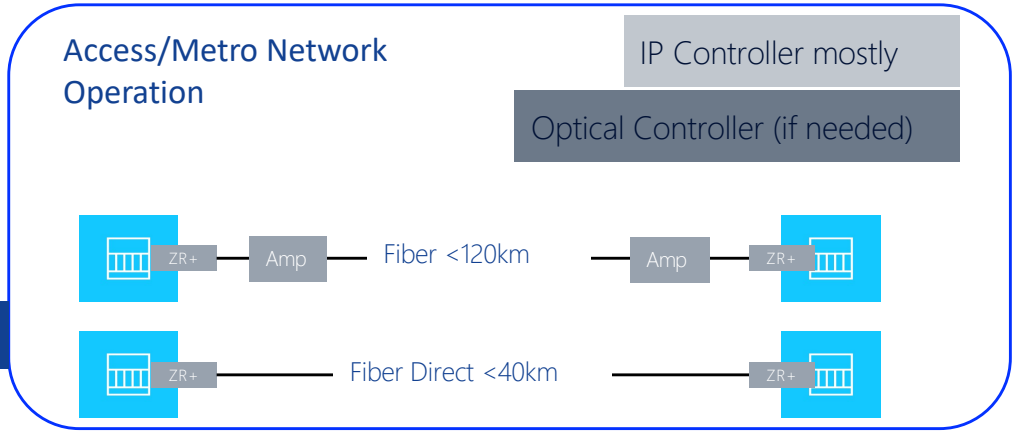 Access/Metro Network
Operation
IP Controller mostly
Optical Controller (if needed)
ZR+
Amp
Fiber <120km
Amp
ZR+
ZR+
Fiber Direct <40km
ZR+